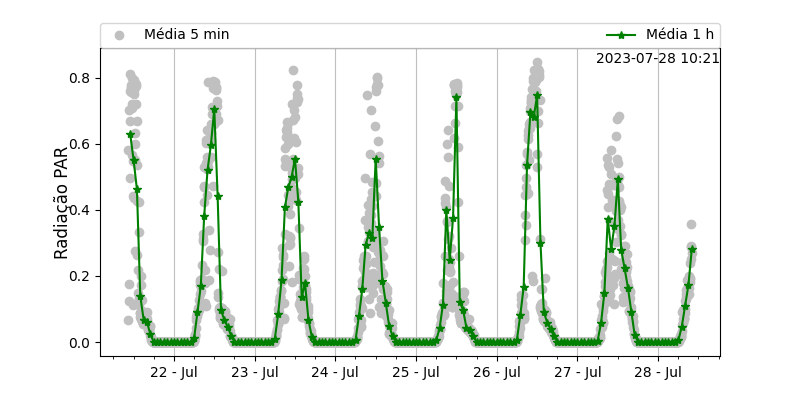 Média 5 min
Média 1 h
2023-07-28 10:21
Radiação PAR
0.8
0.6
0.4
0.2
0.0
22 - Jul
23 - Jul
24 - Jul
25 - Jul
26 - Jul
27 - Jul
28 - Jul